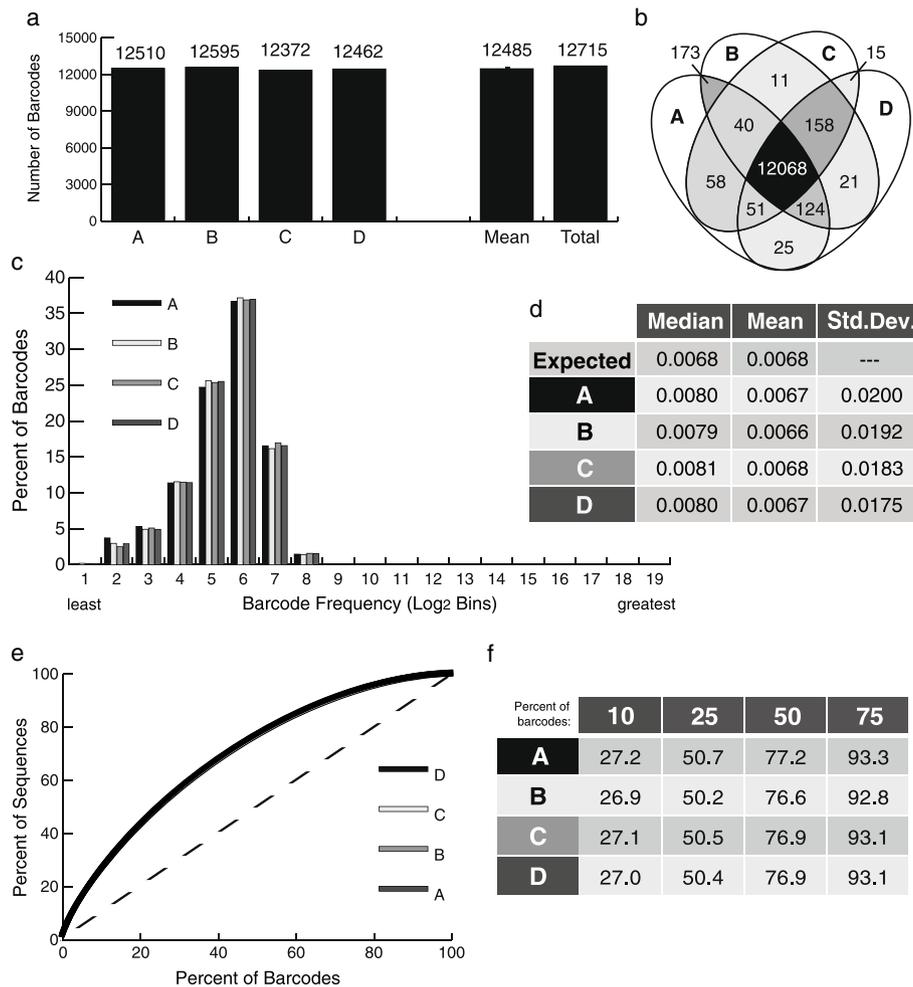 a
Number of Barcodes
15000
12000
9000
6000
3000
0
12510 12595 12372 12462 12485 12715
A B C D Mean Total
b
173 B C 15
A 11 D
40 158
12068
58 21
51 124
25
c
Percent of Barcodes
40
35
30
25
20
15
10
5
0
A
B
C
D
1 2 3 4 5 6 7 8 9 10 11 12 13 14 15 16 17 18 19
least Barcode Frequency (Log2 Bins) greatest
d
Median Mean Std.Dev.
Expected 0.0068 0.0068 ---
A 0.0080 0.0067 0.0200
B 0.0079 0.0066 0.0192
C 0.0081 0.0068 0.0183
D 0.0080 0.0067 0.0175
e
Percent of Sequences
100
80
60
40
20
0
D
C
B
A
0 20 40 60 80 100
Percent of Barcodes
f
Percent of
barcodes: 10 25 50 75
A 27.2 50.7 77.2 93.3
B 26.9 50.2 76.6 92.8
C 27.1 50.5 76.9 93.1
D 27.0 50.4 76.9 93.1